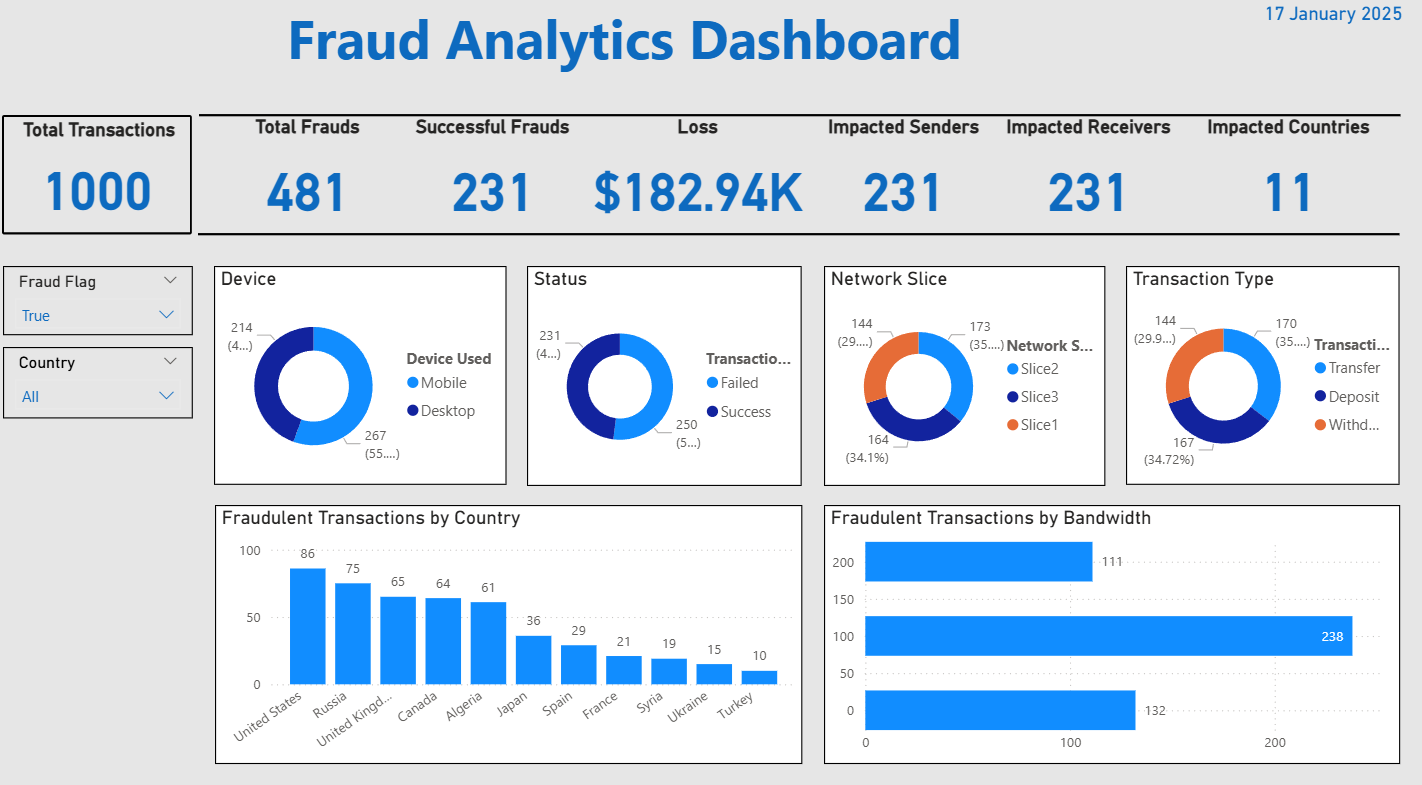 17 January 2025
Fraud Analytics Dashboard
Total Transactions
1000
Total Frauds
481
Successful Frauds
231
Loss
$182.94K
Impacted Senders
231
Impacted Receivers
231
Impacted Countries
11
Fraud Flag
True
Country
All
Device
214
(4...)
267
(55....)
Device Used
Mobile
Desktop
Status
231
(4...)
250
(5...)
Transactio...
Failed
Success
Network Slice
144
(29....)
173
(35....)
164
(34.1%)
Network S...
Slice2
Slice3
Slice1
Transaction Type
144
(29.9...)
170
(35....)
167
(34.72%)
Transacti...
Transfer
Deposit
Withd...
Fraudulent Transactions by Country
100
50
0
86
75
65
64
61
36
29
21
19
15
10
United States
Russia
United Kingd...
Canada
Algeria
Japan
Spain
France
Syria
Ukraine
Turkey
Fraudulent Transactions by Bandwidth
200
150
100
50
0
111
238
132
0
100
200